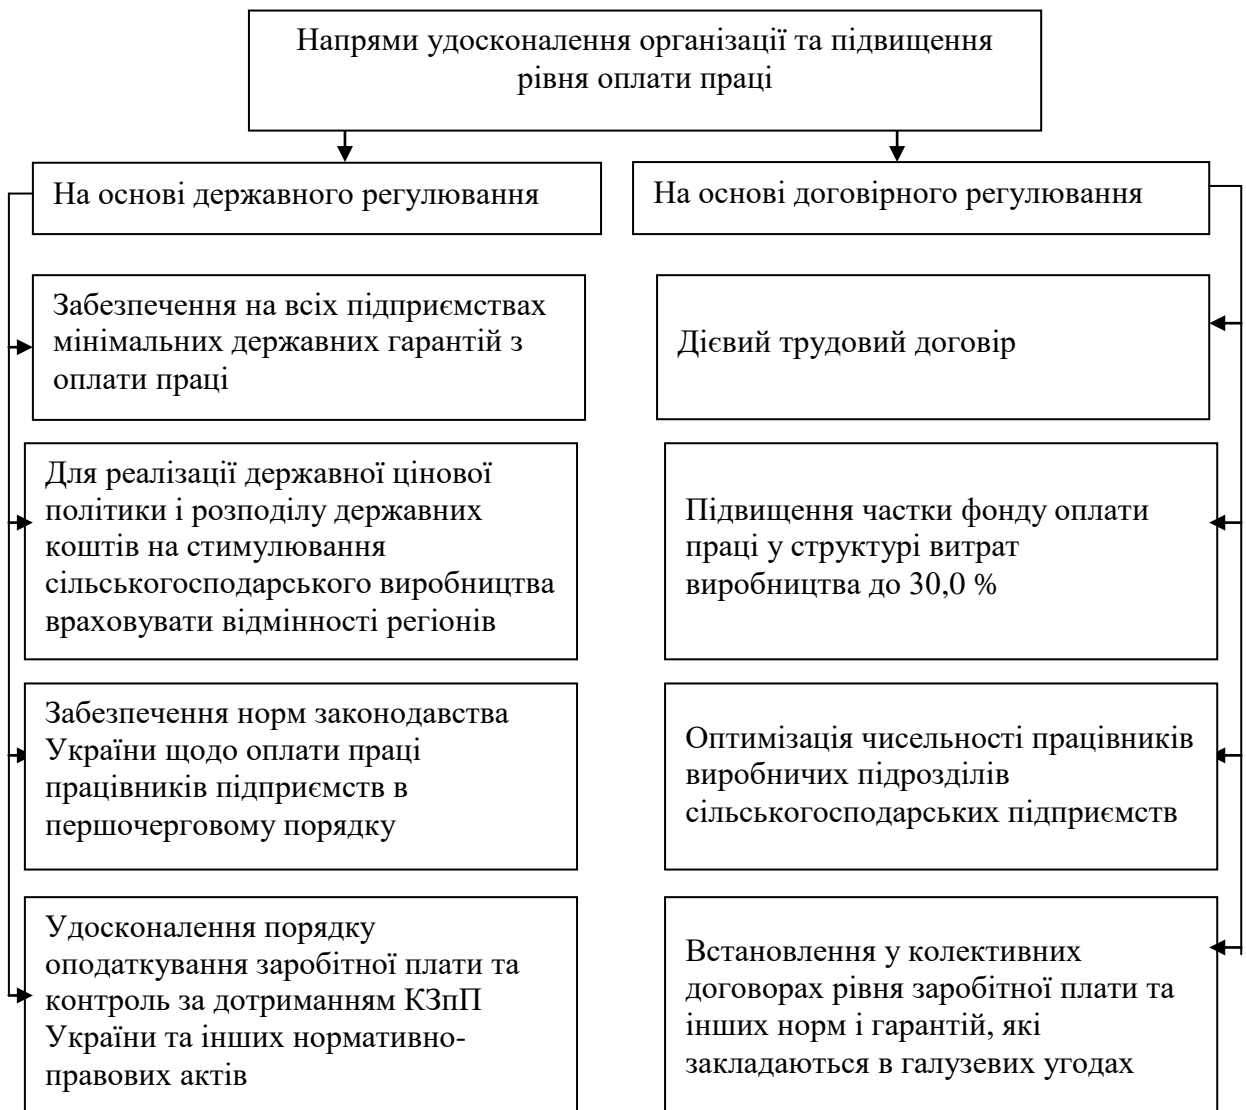 Напрями удосконалення організації та підвищення
рівня оплати праці
На основі державного регулювання
На основі договірного регулювання
Забезпечення на всіх підприємствах
мінімальних державних гарантій з
оплати праці
Дієвий трудовий договір
Для реалізації державної цінової
політики і розподілу державних
коштів на стимулювання
сільськогосподарського виробництва
враховувати відмінності регіонів
Підвищення частки фонду оплати
праці у структурі витрат
виробництва до 30,0 %
Забезпечення норм законодавства
України щодо оплати праці
працівників підприємств в
першочерговому порядку
Оптимізація чисельності працівників
виробничих підрозділів
сільськогосподарських підприємств
Удосконалення порядку
оподаткування заробітної плати та
контроль за дотриманням КЗпП
України та інших нормативно-
правових актів
Встановлення у колективних
договорах рівня заробітної плати та
інших норм і гарантій, які
закладаються в галузевих угодах